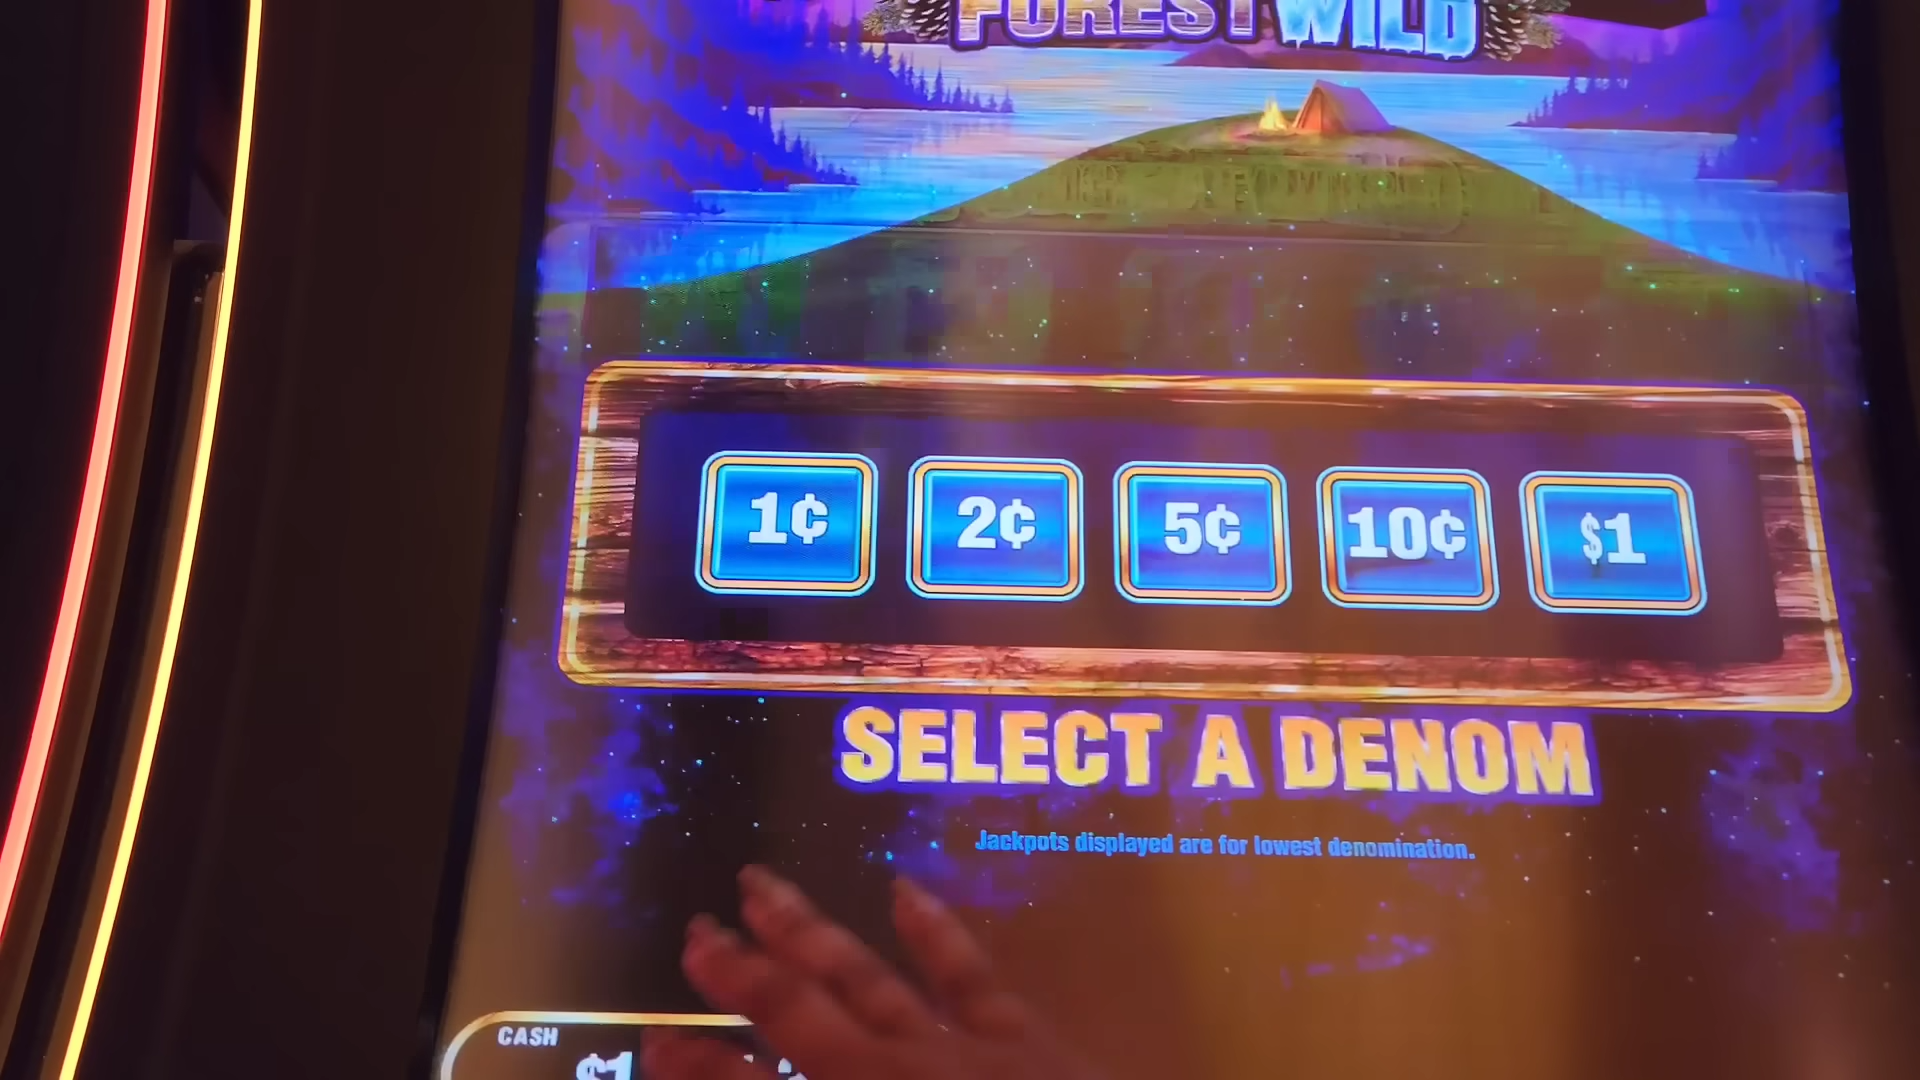 FOREST WILD
1¢ 2¢ 5¢ 10¢ $1
SELECT A DENOM
Jackpots displayed are for lowest denomination.
CASH